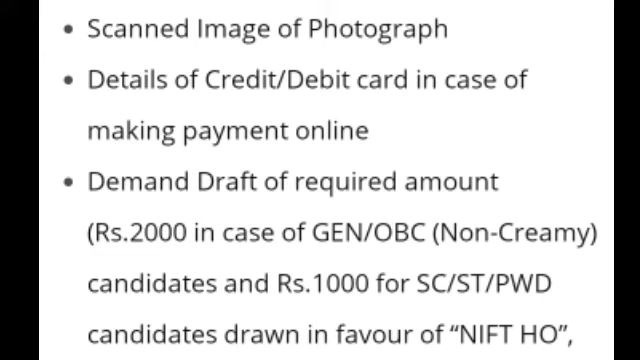 • Scanned Image of Photograph
• Details of Credit/Debit card in case of
making payment online
• Demand Draft of required amount
(Rs.2000 in case of GEN/OBC (Non-Creamy)
candidates and Rs.1000 for SC/ST/PWD
candidates drawn in favour of “NIFT HO”,